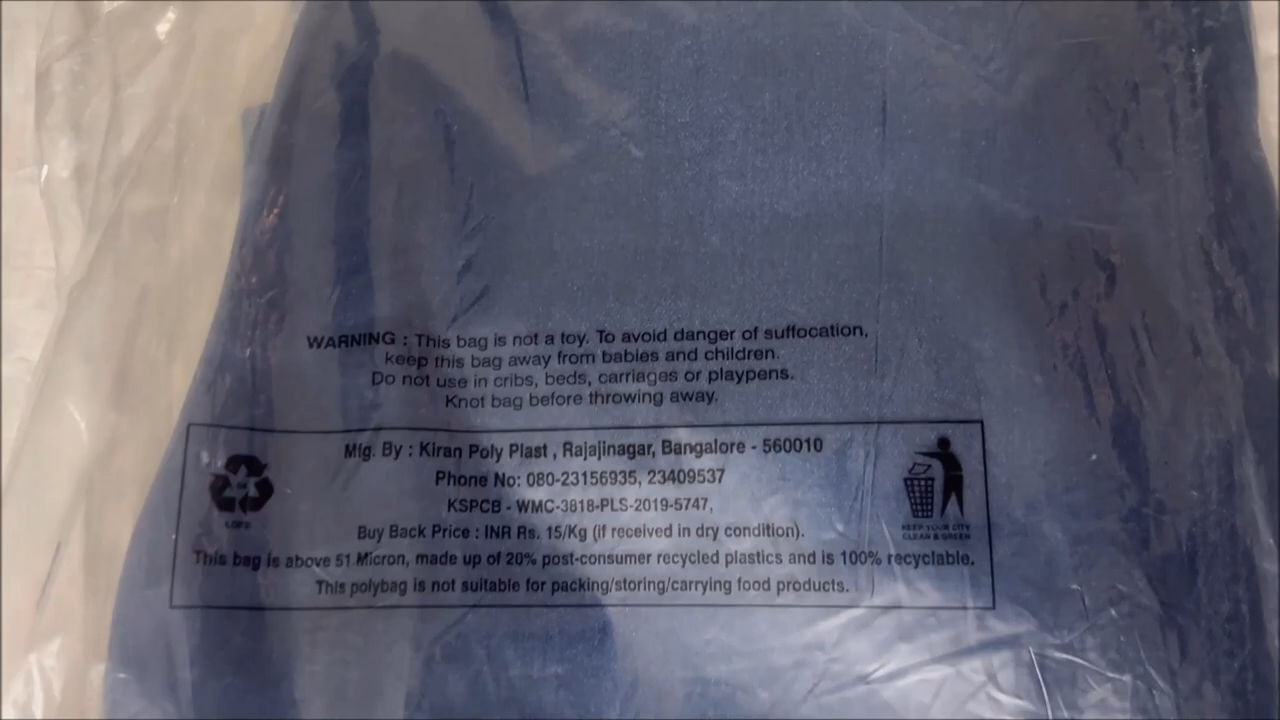 WARNING : This bag is not a toy. To avoid danger of suffocation,
keep this bag away from babies and children.
Do not use in cribs, beds, carriages or playpens.
Knot bag before throwing away.
Mfg. By : Kiran Poly Plast , Rajajinagar, Bangalore - 560010
Phone No: 080-23156935, 23409537
KSPCB - WMC-3818-PLS-2019-5747,
Buy Back Price : INR Rs. 15/Kg (if received in dry condition).
This bag is above 51 Micron, made up of 20% post-consumer recycled plastics and is 100% recyclable.
This polybag is not suitable for packing/storing/carrying food products.
KEEP YOUR CITY
CLEAN & GREEN